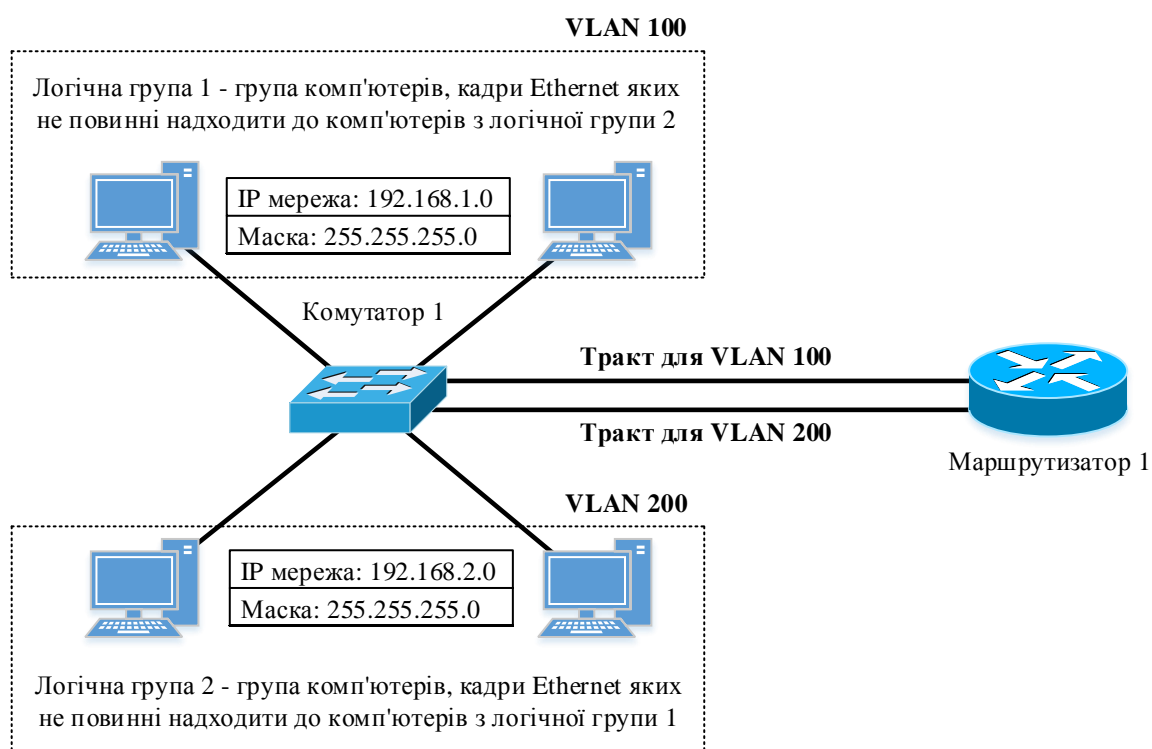 VLAN 100
Логічна група 1 - група комп'ютерів, кадри Ethernet яких
не повинні надходити до комп'ютерів з логічної групи 2
IP мережа: 192.168.1.0
Маска: 255.255.255.0
Комутатор 1
Тракт для VLAN 100
Тракт для VLAN 200
Маршрутизатор 1
VLAN 200
IP мережа: 192.168.2.0
Маска: 255.255.255.0
Логічна група 2 - група комп'ютерів, кадри Ethernet яких
не повинні надходити до комп'ютерів з логічної групи 1